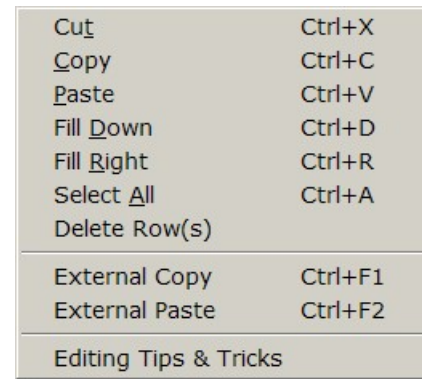 Cut Ctrl+X
Copy Ctrl+C
Paste Ctrl+V
Fill Down Ctrl+D
Fill Right Ctrl+R
Select All Ctrl+A
Delete Row(s)
External Copy Ctrl+F1
External Paste Ctrl+F2
Editing Tips & Tricks